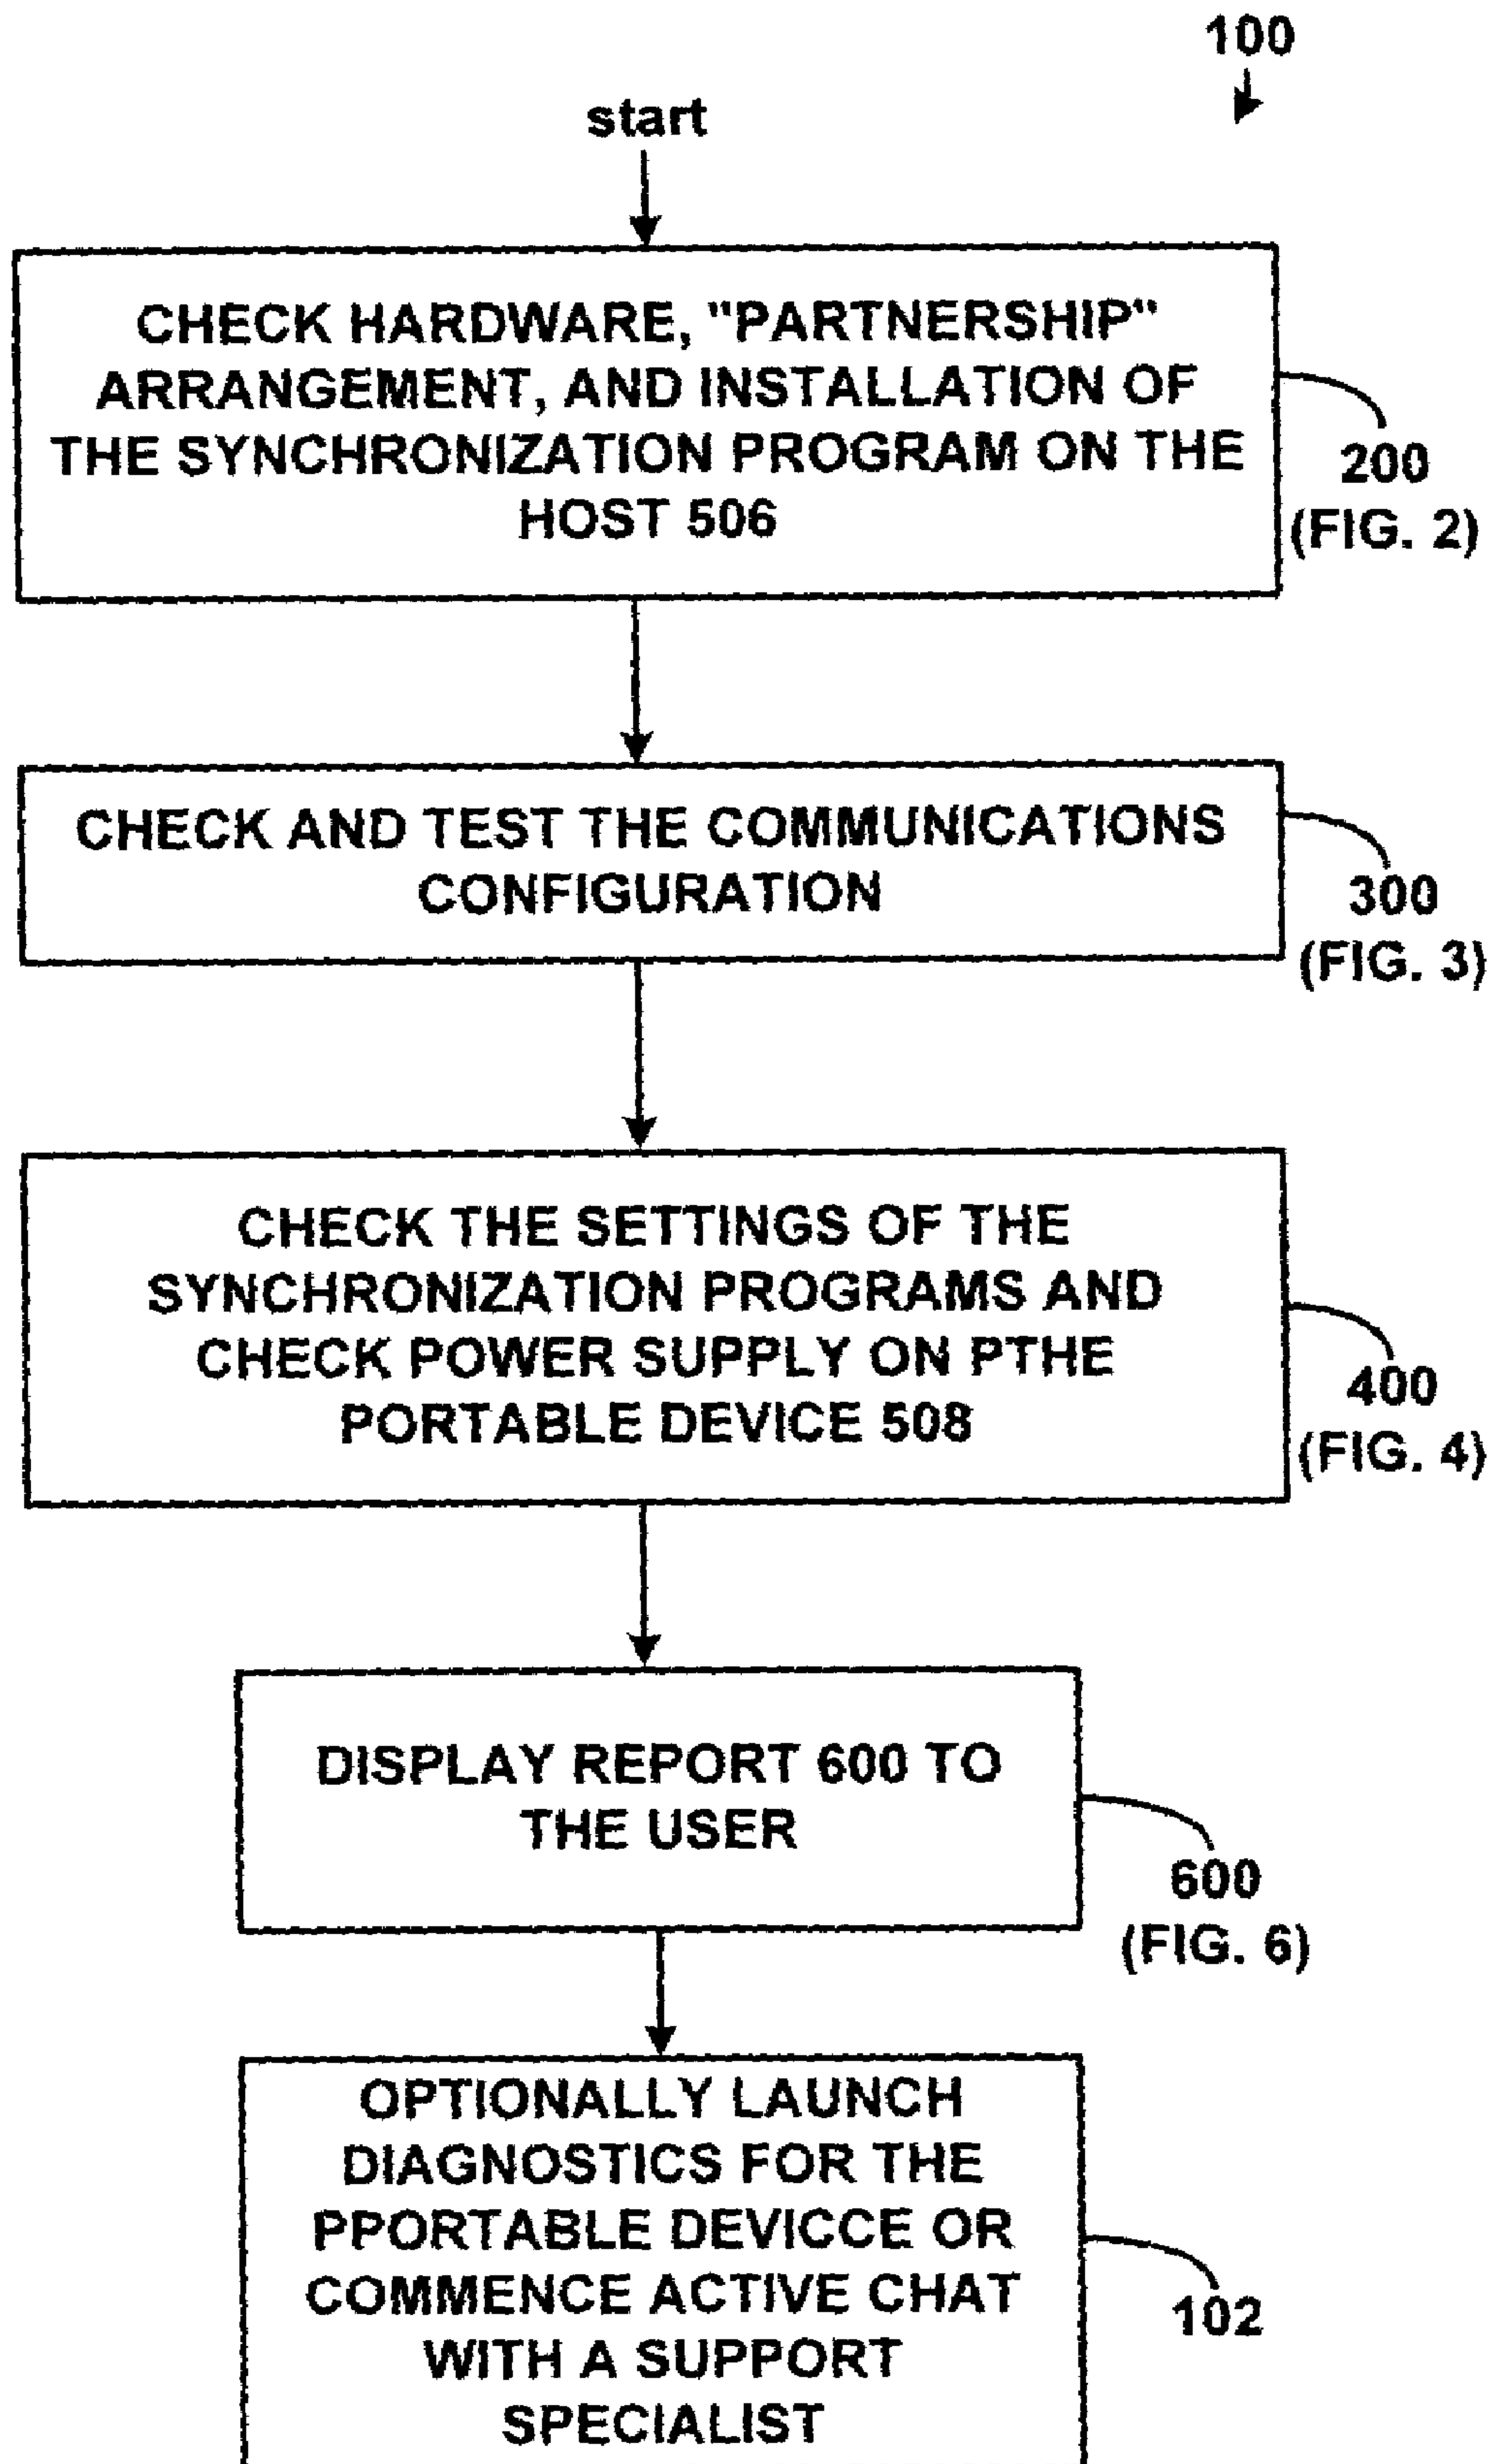 100
start
CHECK HARDWARE, "PARTNERSHIP"
ARRANGEMENT, AND INSTALLATION OF
THE SYNCHRONIZATION PROGRAM ON THE
HOST 506
200
(FIG. 2)
CHECK AND TEST THE COMMUNICATIONS
CONFIGURATION
300
(FIG. 3)
CHECK THE SETTINGS OF THE
SYNCHRONIZATION PROGRAMS AND
CHECK POWER SUPPLY ON PTHE
PORTABLE DEVICE 508
400
(FIG. 4)
DISPLAY REPORT 600 TO
THE USER
600
(FIG. 6)
OPTIONALLY LAUNCH
DIAGNOSTICS FOR THE
PPORTABLE DEVICCE OR
COMMENCE ACTIVE CHAT
WITH A SUPPORT
SPECIALIST
102